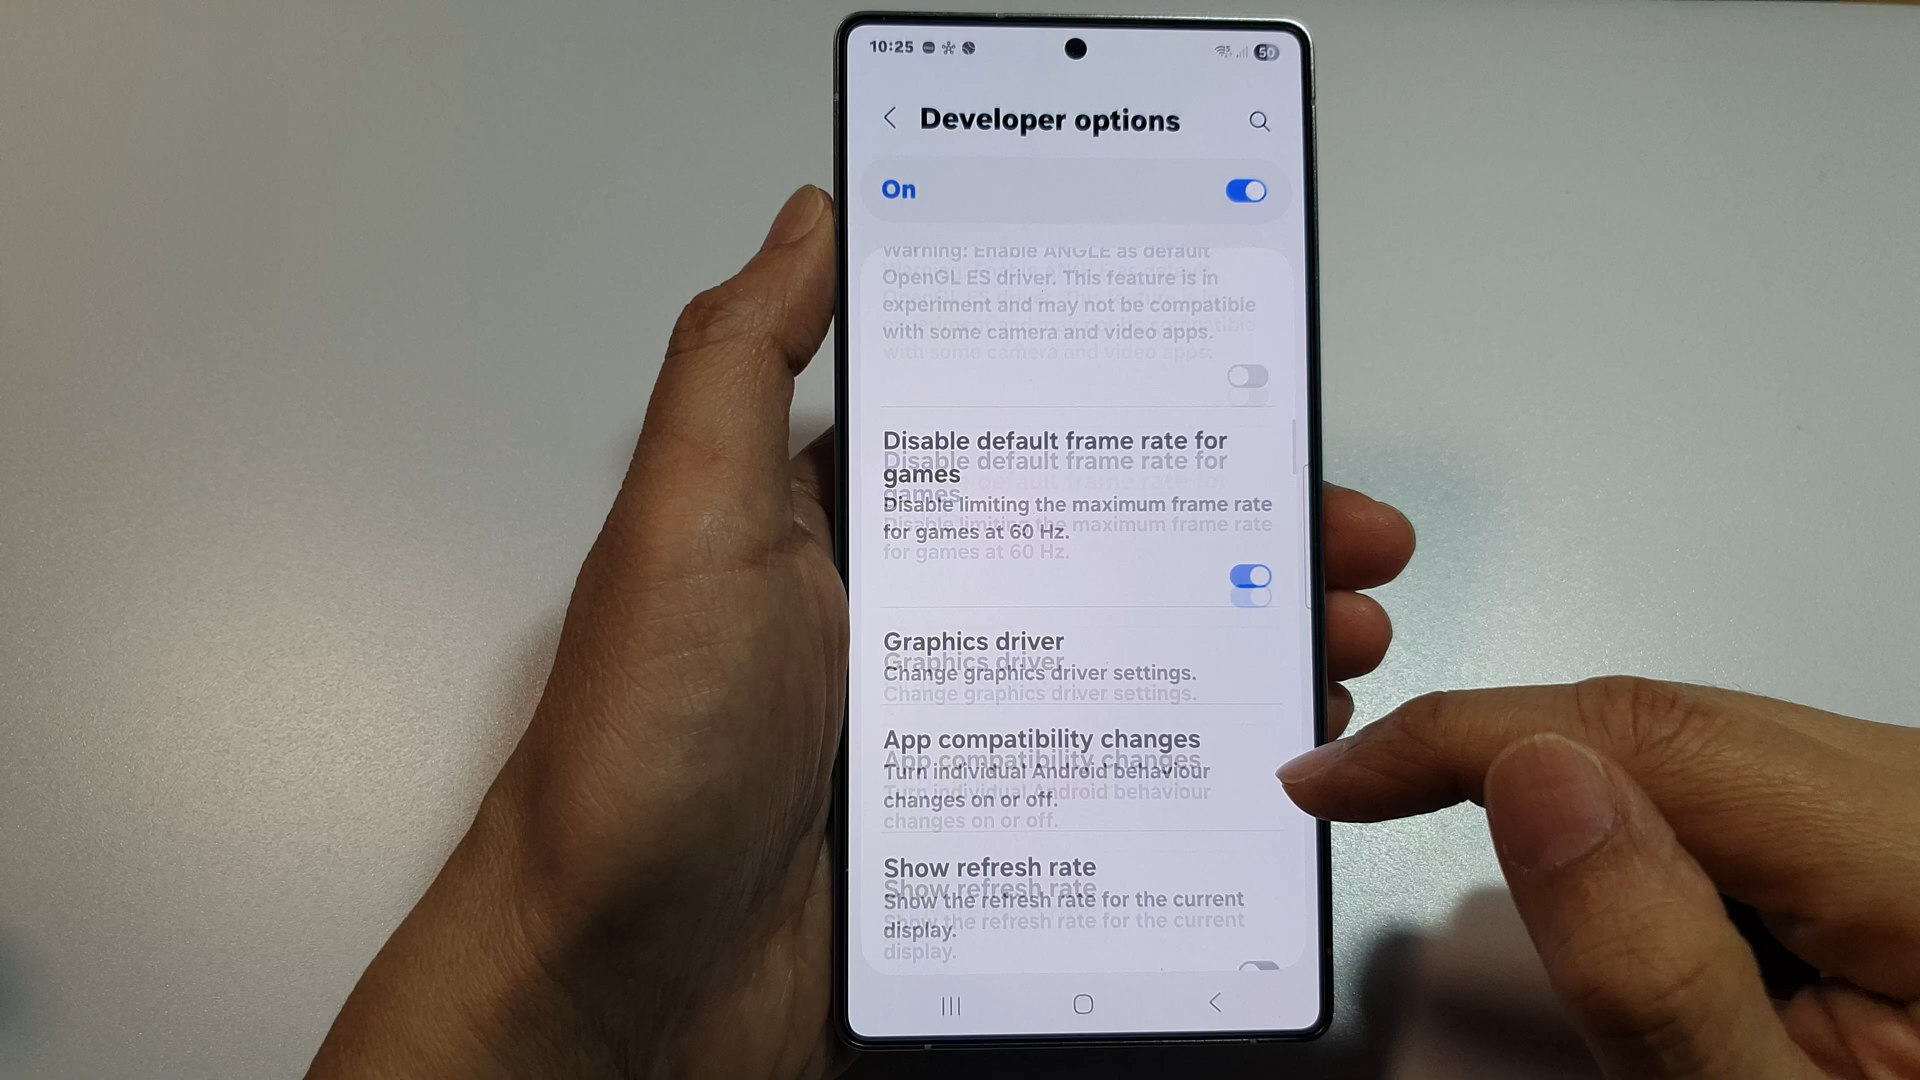 10:25
50
Developer options
On
Warning: Enable ANGLE as default
OpenGL ES driver. This feature is in
experiment and may not be compatible
with some camera and video apps.
Disable default frame rate for
games
Disable limiting the maximum frame rate
for games at 60 Hz.
Graphics driver
Change graphics driver settings.
App compatibility changes
Turn individual Android behaviour
changes on or off.
Show refresh rate
Show the refresh rate for the current
display.